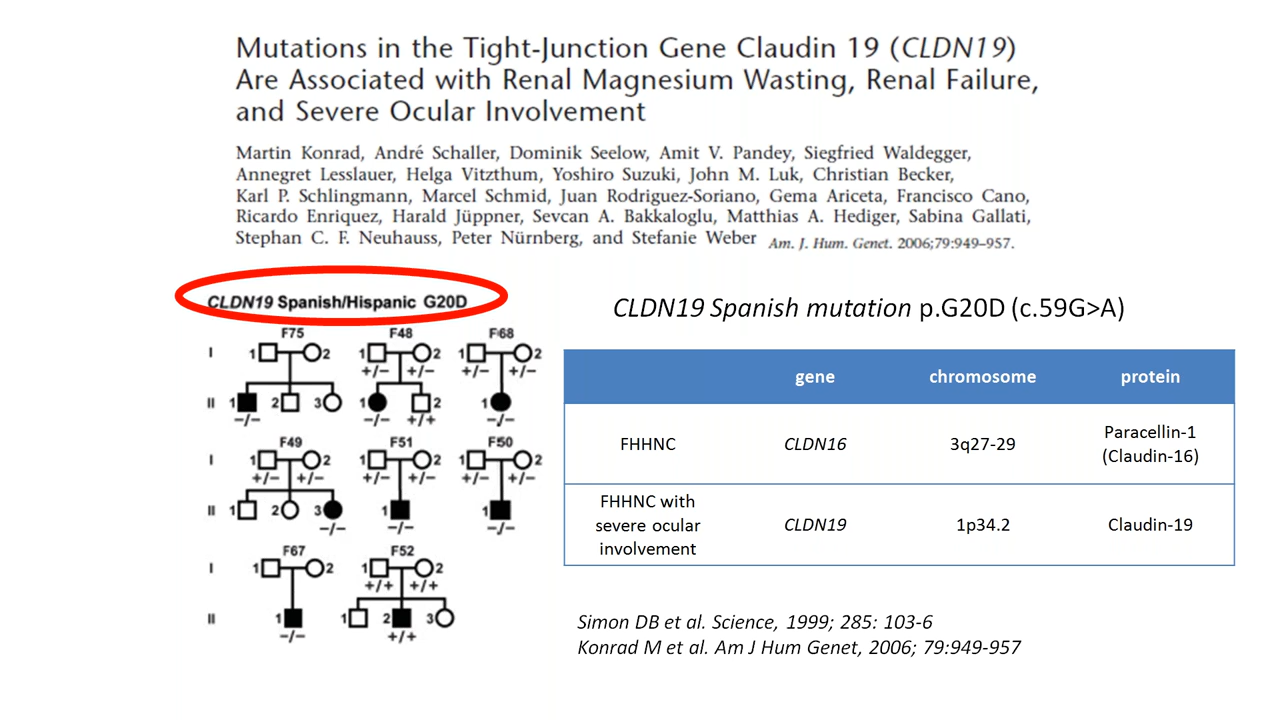 Mutations in the Tight-Junction Gene Claudin 19 (CLDN19)
Are Associated with Renal Magnesium Wasting, Renal Failure,
and Severe Ocular Involvement
Martin Konrad, André Schaller, Dominik Seelow, Amit V. Pandey, Siegfried Waldegger,
Annegret Lesslauer, Helga Vitzthum, Yoshiro Suzuki, John M. Luk, Christian Becker,
Karl P. Schlingmann, Marcel Schmid, Juan Rodriguez-Soriano, Gema Ariceta, Francisco Cano,
Ricardo Enriquez, Harald Jüppner, Sevcan A. Bakkaloglu, Matthias A. Hediger, Sabina Gallati,
Stephan C. F. Neuhauss, Peter Nürnberg, and Stefanie Weber Am. J. Hum. Genet. 2006;79:949–957.
CLDN19 Spanish/Hispanic G20D
F75 F48 F68
I 1 2 1 2 1 2
+/− +/− +/− +/−
II 1 2 3 1 2 1
−/− −/− +/+ −/−
F49 F51 F50
I 1 2 1 2 1 2
+/− +/− +/− +/− +/− +/−
II 1 2 3 1 1
−/− −/− −/−
F67 F52
I 1 2 1 2
+/+ +/+
II 1 1 2 3
−/− +/+
CLDN19 Spanish mutation p.G20D (c.59G>A)
gene chromosome protein
FHHNC CLDN16 3q27-29 Paracellin-1
(Claudin-16)
FHHNC with
severe ocular
involvement CLDN19 1p34.2 Claudin-19
Simon DB et al. Science, 1999; 285: 103-6
Konrad M et al. Am J Hum Genet, 2006; 79:949-957